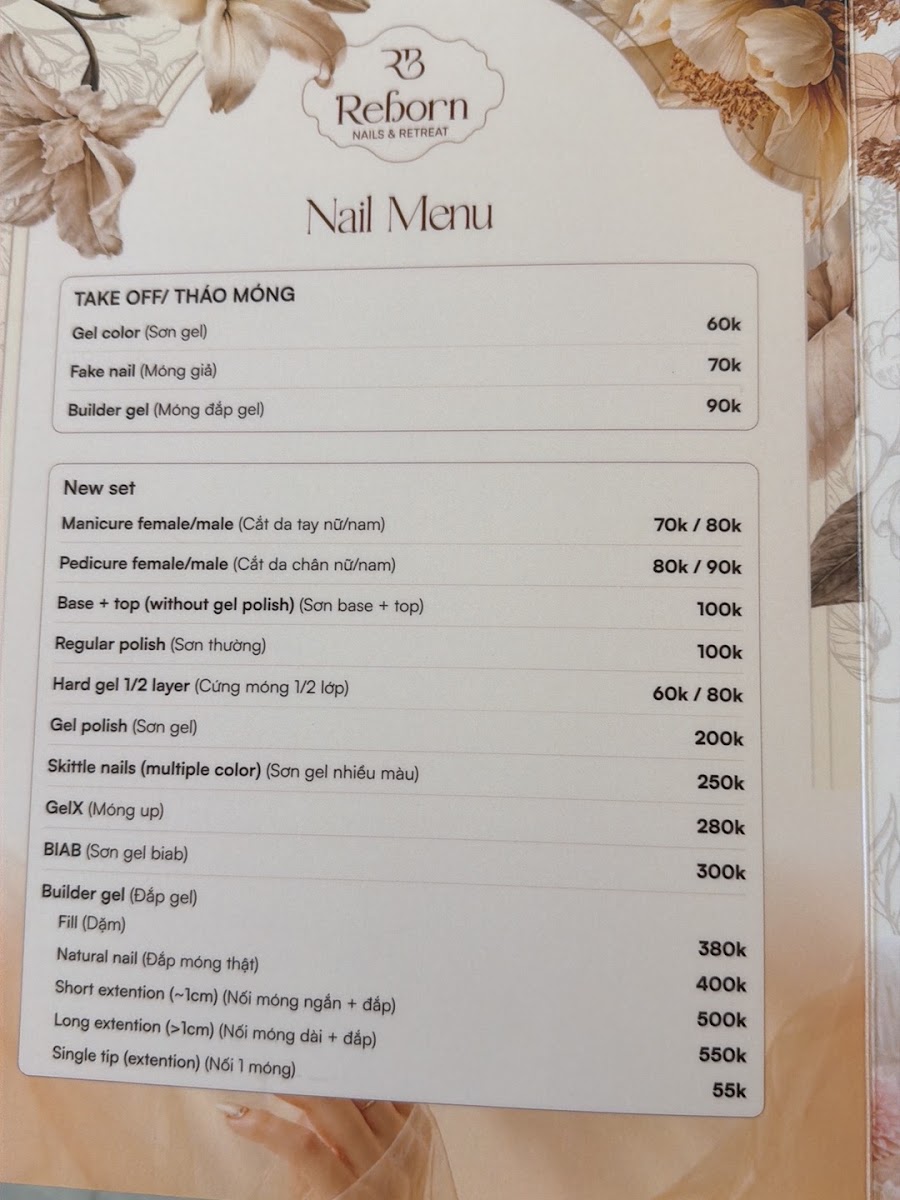 RB
Reborn
NAILS & RETREAT
Nail Menu
TAKE OFF/ THÁO MÓNG
Gel color (Sơn gel) 60k
Fake nail (Móng giả) 70k
Builder gel (Móng đắp gel) 90k
New set
Manicure female/male (Cắt da tay nữ/nam) 70k / 80k
Pedicure female/male (Cắt da chân nữ/nam) 80k / 90k
Base + top (without gel polish) (Sơn base + top) 100k
Regular polish (Sơn thường) 100k
Hard gel 1/2 layer (Cứng móng 1/2 lớp) 60k / 80k
Gel polish (Sơn gel) 200k
Skittle nails (multiple color) (Sơn gel nhiều màu) 250k
GelX (Móng up) 280k
BIAB (Sơn gel biab) 300k
Builder gel (Đắp gel)
Fill (Dặm) 380k
Natural nail (Đắp móng thật) 400k
Short extention (~1cm) (Nối móng ngắn + đắp) 500k
Long extention (>1cm) (Nối móng dài + đắp) 550k
Single tip (extention) (Nối 1 móng) 55k